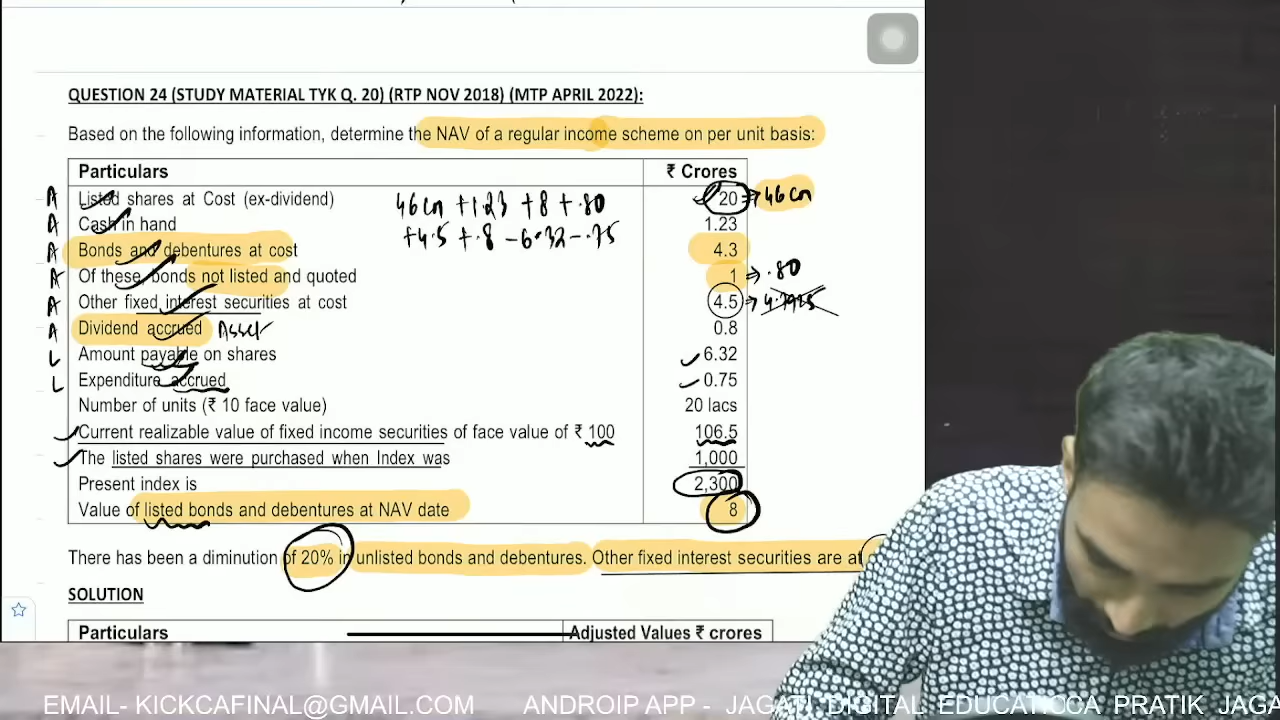 QUESTION 24 (STUDY MATERIAL TYK Q. 20) (RTP NOV 2018) (MTP APRIL 2022):
Based on the following information, determine the NAV of a regular income scheme on per unit basis:
Particulars ₹ Crores
A Listed shares at Cost (ex-dividend) 46cr +1.23 +8 +.80 20 → 46cr
A Cash in hand +4.5 +.8 -6.32 -.75 1.23
A Bonds and debentures at cost 4.3
A Of these, bonds not listed and quoted 1 → .80
A Other fixed interest securities at cost 4.5 → 4.7925
A Dividend accrued Asset 0.8
L Amount payable on shares 6.32
L Expenditure accrued 0.75
Number of units (₹ 10 face value) 20 lacs
Current realizable value of fixed income securities of face value of ₹ 100 106.5
The listed shares were purchased when Index was 1,000
Present index is 2,300
Value of listed bonds and debentures at NAV date 8
There has been a diminution of 20% in unlisted bonds and debentures. Other fixed interest securities are at
SOLUTION
Particulars Adjusted Values ₹ crores
EMAIL- KICKCAFINAL@GMAIL.COM ANDROIP APP - JAGATI DIGITAL EDUCATIOCA PRATIK JAGA